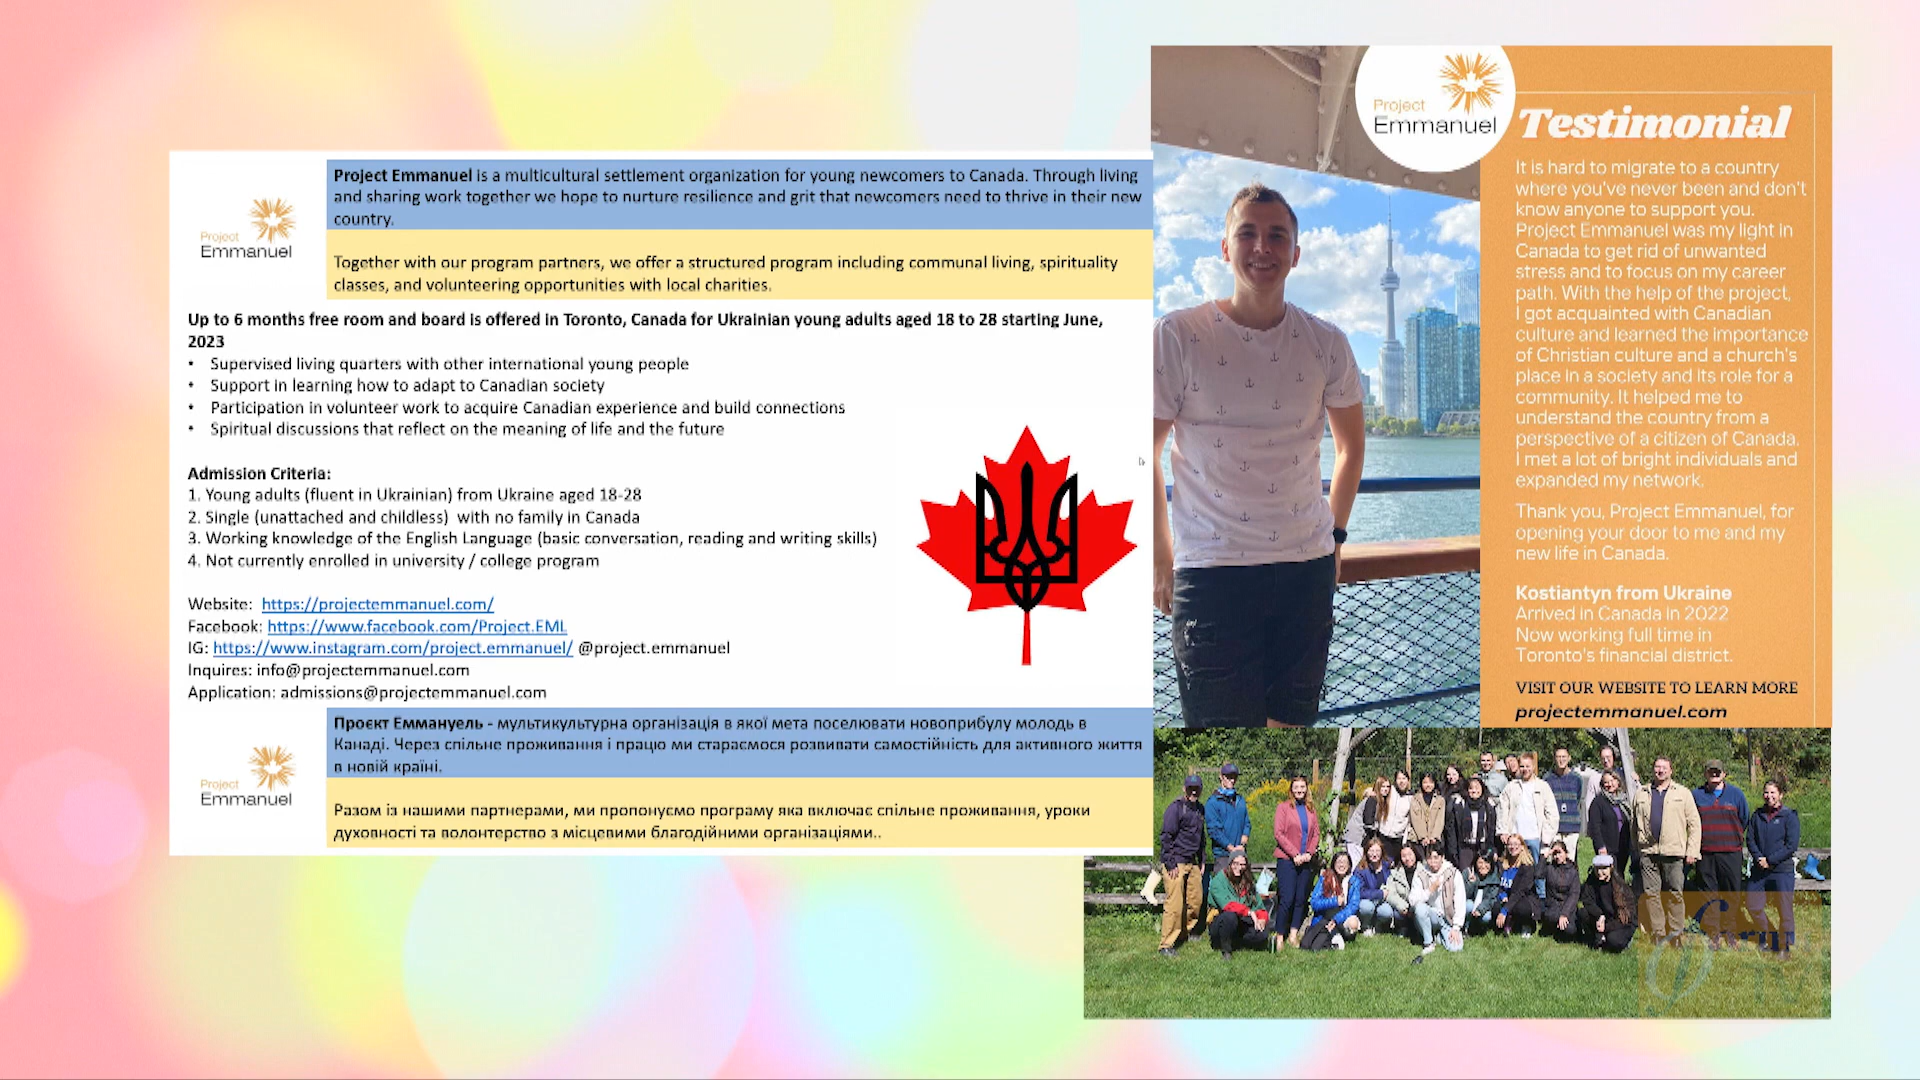 Project
Emmanuel
Project Emmanuel is a multicultural settlement organization for young newcomers to Canada. Through living
and sharing work together we hope to nurture resilience and grit that newcomers need to thrive in their new
country.
Together with our program partners, we offer a structured program including communal living, spirituality
classes, and volunteering opportunities with local charities.
Up to 6 months free room and board is offered in Toronto, Canada for Ukrainian young adults aged 18 to 28 starting June,
2023
• Supervised living quarters with other international young people
• Support in learning how to adapt to Canadian society
• Participation in volunteer work to acquire Canadian experience and build connections
• Spiritual discussions that reflect on the meaning of life and the future
Admission Criteria:
1. Young adults (fluent in Ukrainian) from Ukraine aged 18-28
2. Single (unattached and childless) with no family in Canada
3. Working knowledge of the English Language (basic conversation, reading and writing skills)
4. Not currently enrolled in university / college program
Website: https://projectemmanuel.com/
Facebook: https://www.facebook.com/Project.EML
IG: https://www.instagram.com/project.emmanuel/ @project.emmanuel
Inquires: info@projectemmanuel.com
Application: admissions@projectemmanuel.com
Project
Emmanuel
Проєкт Еммануель - мультикультурна організація в якої мета поселювати новоприбулу молодь в
Канаді. Через спільне проживання і працю ми стараємося розвивати самостійність для активного життя
в новій країні.
Разом із нашими партнерами, ми пропонуємо програму яка включає спільне проживання, уроки
духовності та волонтерство з місцевими благодійними організаціями..
Project
Emmanuel
Testimonial
It is hard to migrate to a country
where you've never been and don't
know anyone to support you.
Project Emmanuel was my light in
Canada to get rid of unwanted
stress and to focus on my career
path. With the help of the project,
I got acquainted with Canadian
culture and learned the importance
of Christian culture and a church's
place in a society and its role for a
community. It helped me to
understand the country from a
perspective of a citizen of Canada.
I met a lot of bright individuals and
expanded my network.
Thank you, Project Emmanuel, for
opening your door to me and my
new life in Canada.
Kostiantyn from Ukraine
Arrived in Canada in 2022
Now working full time in
Toronto's financial district.
VISIT OUR WEBSITE TO LEARN MORE
projectemmanuel.com